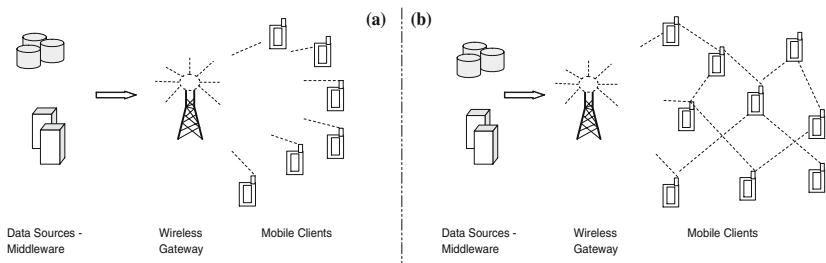 (a)
(b)
Data Sources -
Middleware
Wireless
Gateway
Mobile Clients
Data Sources -
Middleware
Wireless
Gateway
Mobile Clients